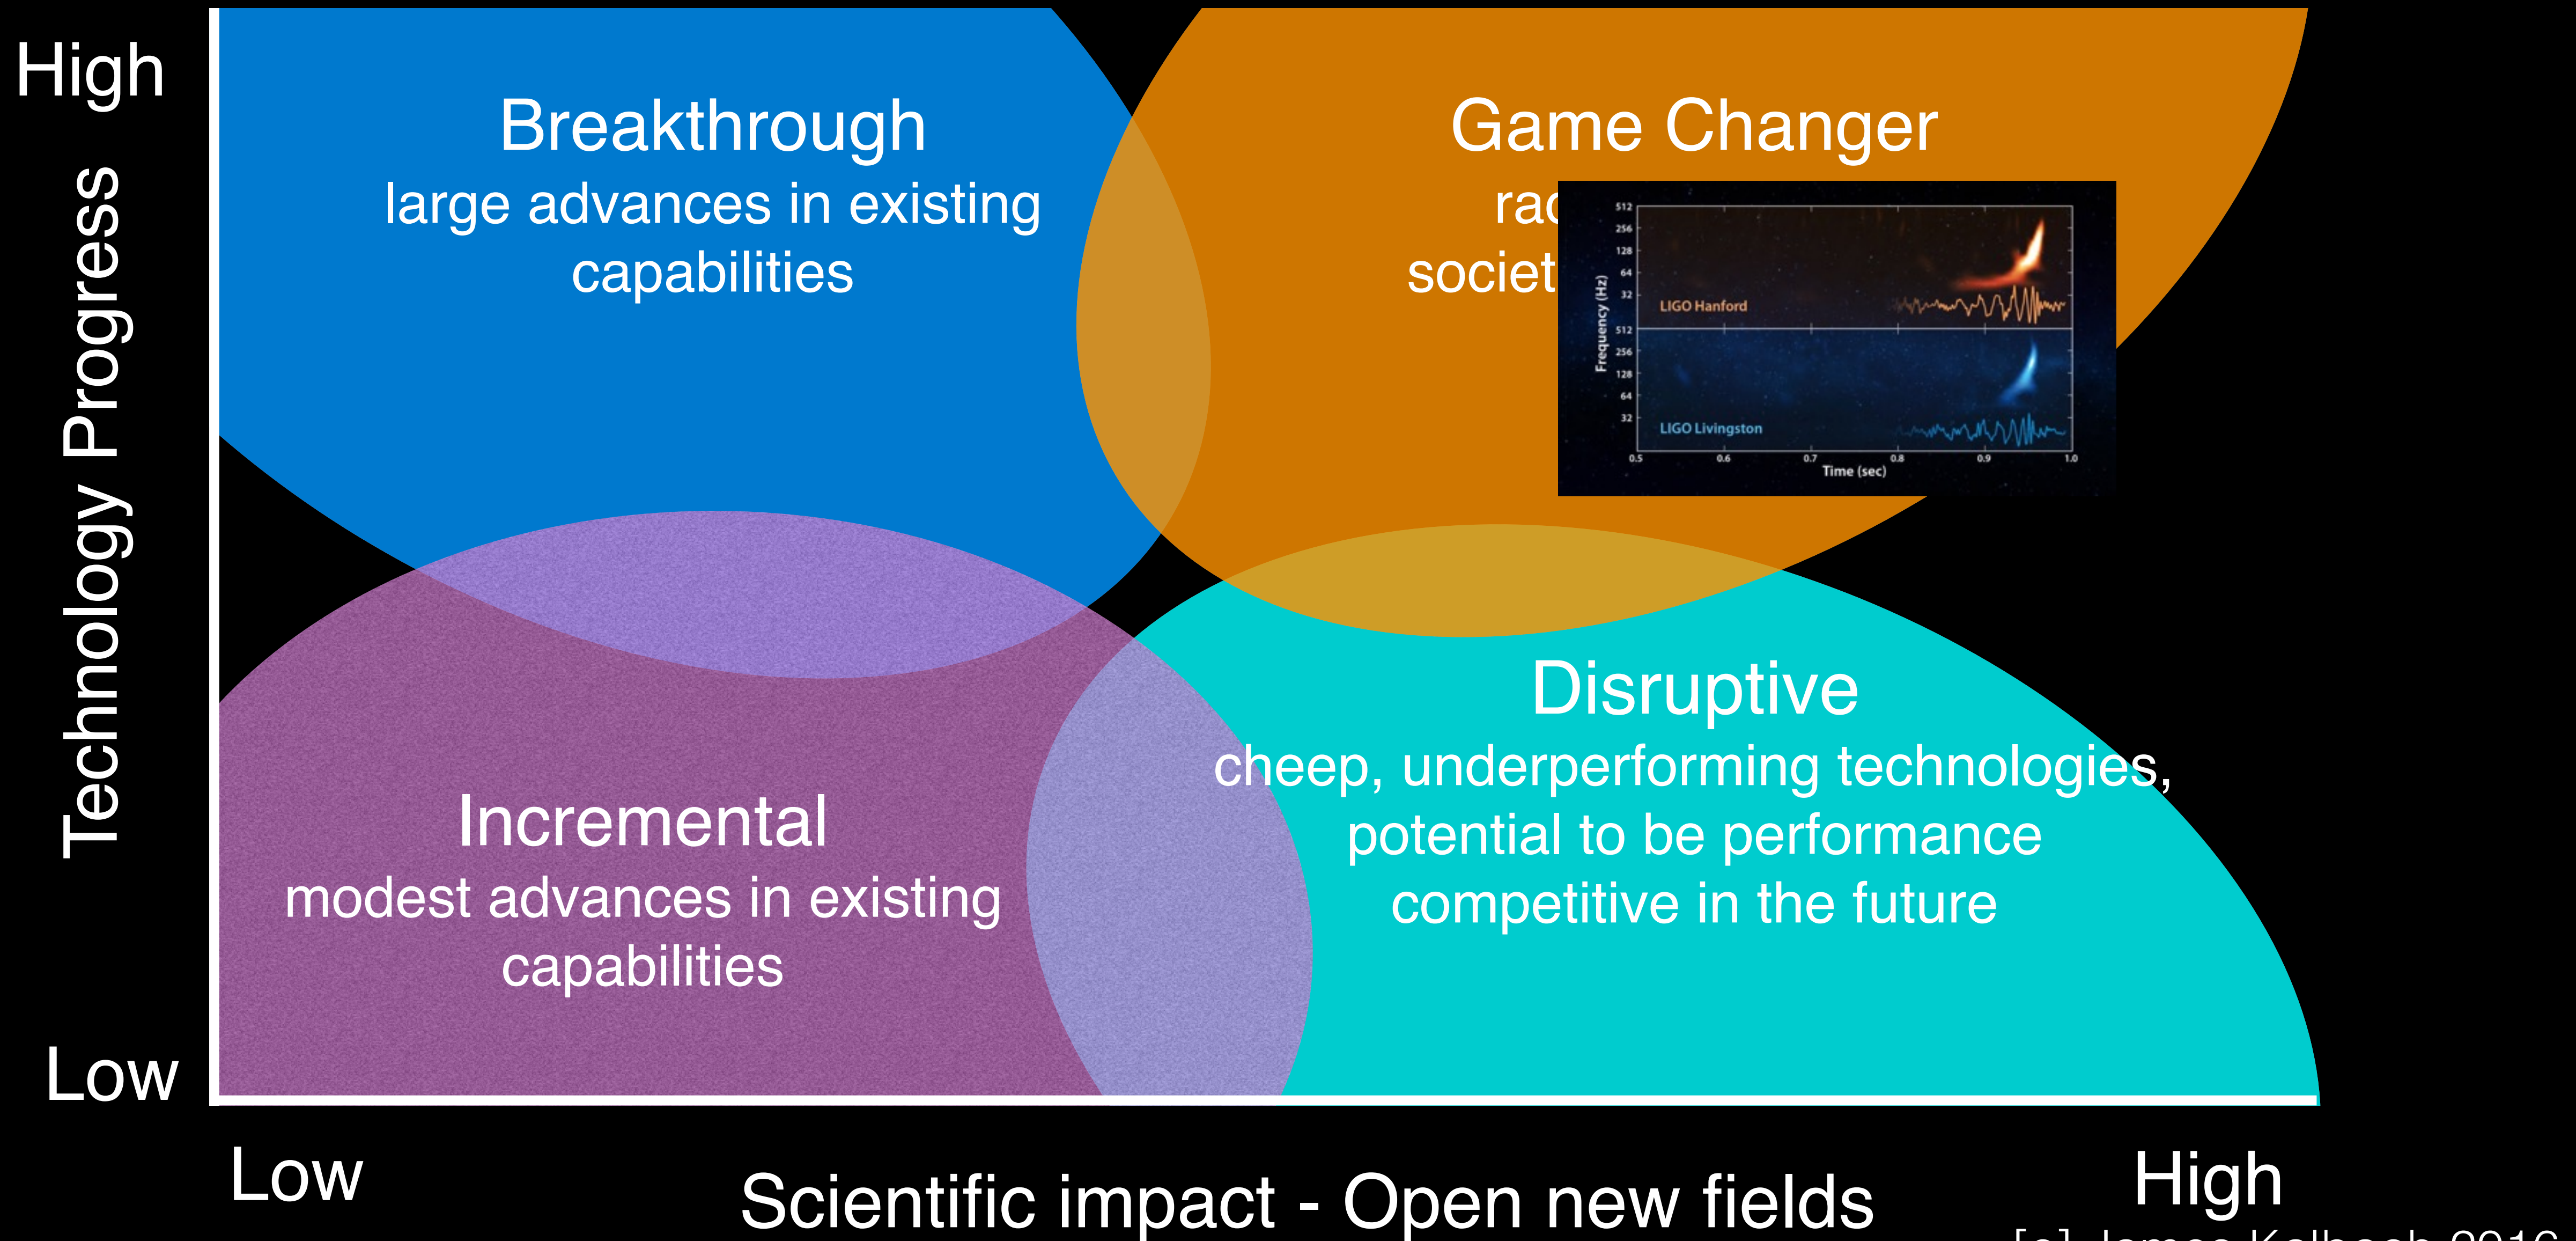 High
Technology Progress
Low
Breakthrough
large advances in existing
capabilities
Game Changer
512
256
128
64
32
LIGO Hanford
512
256
128
64
32
LIGO Livingston
Frequency (Hz)
0.5 0.6 0.7 0.8 0.9 1.0
Time (sec)
Incremental
modest advances in existing
capabilities
Disruptive
cheep, underperforming technologies,
potential to be performance
competitive in the future
Low
Scientific impact - Open new fields
High
[c] James Kalbach 2016